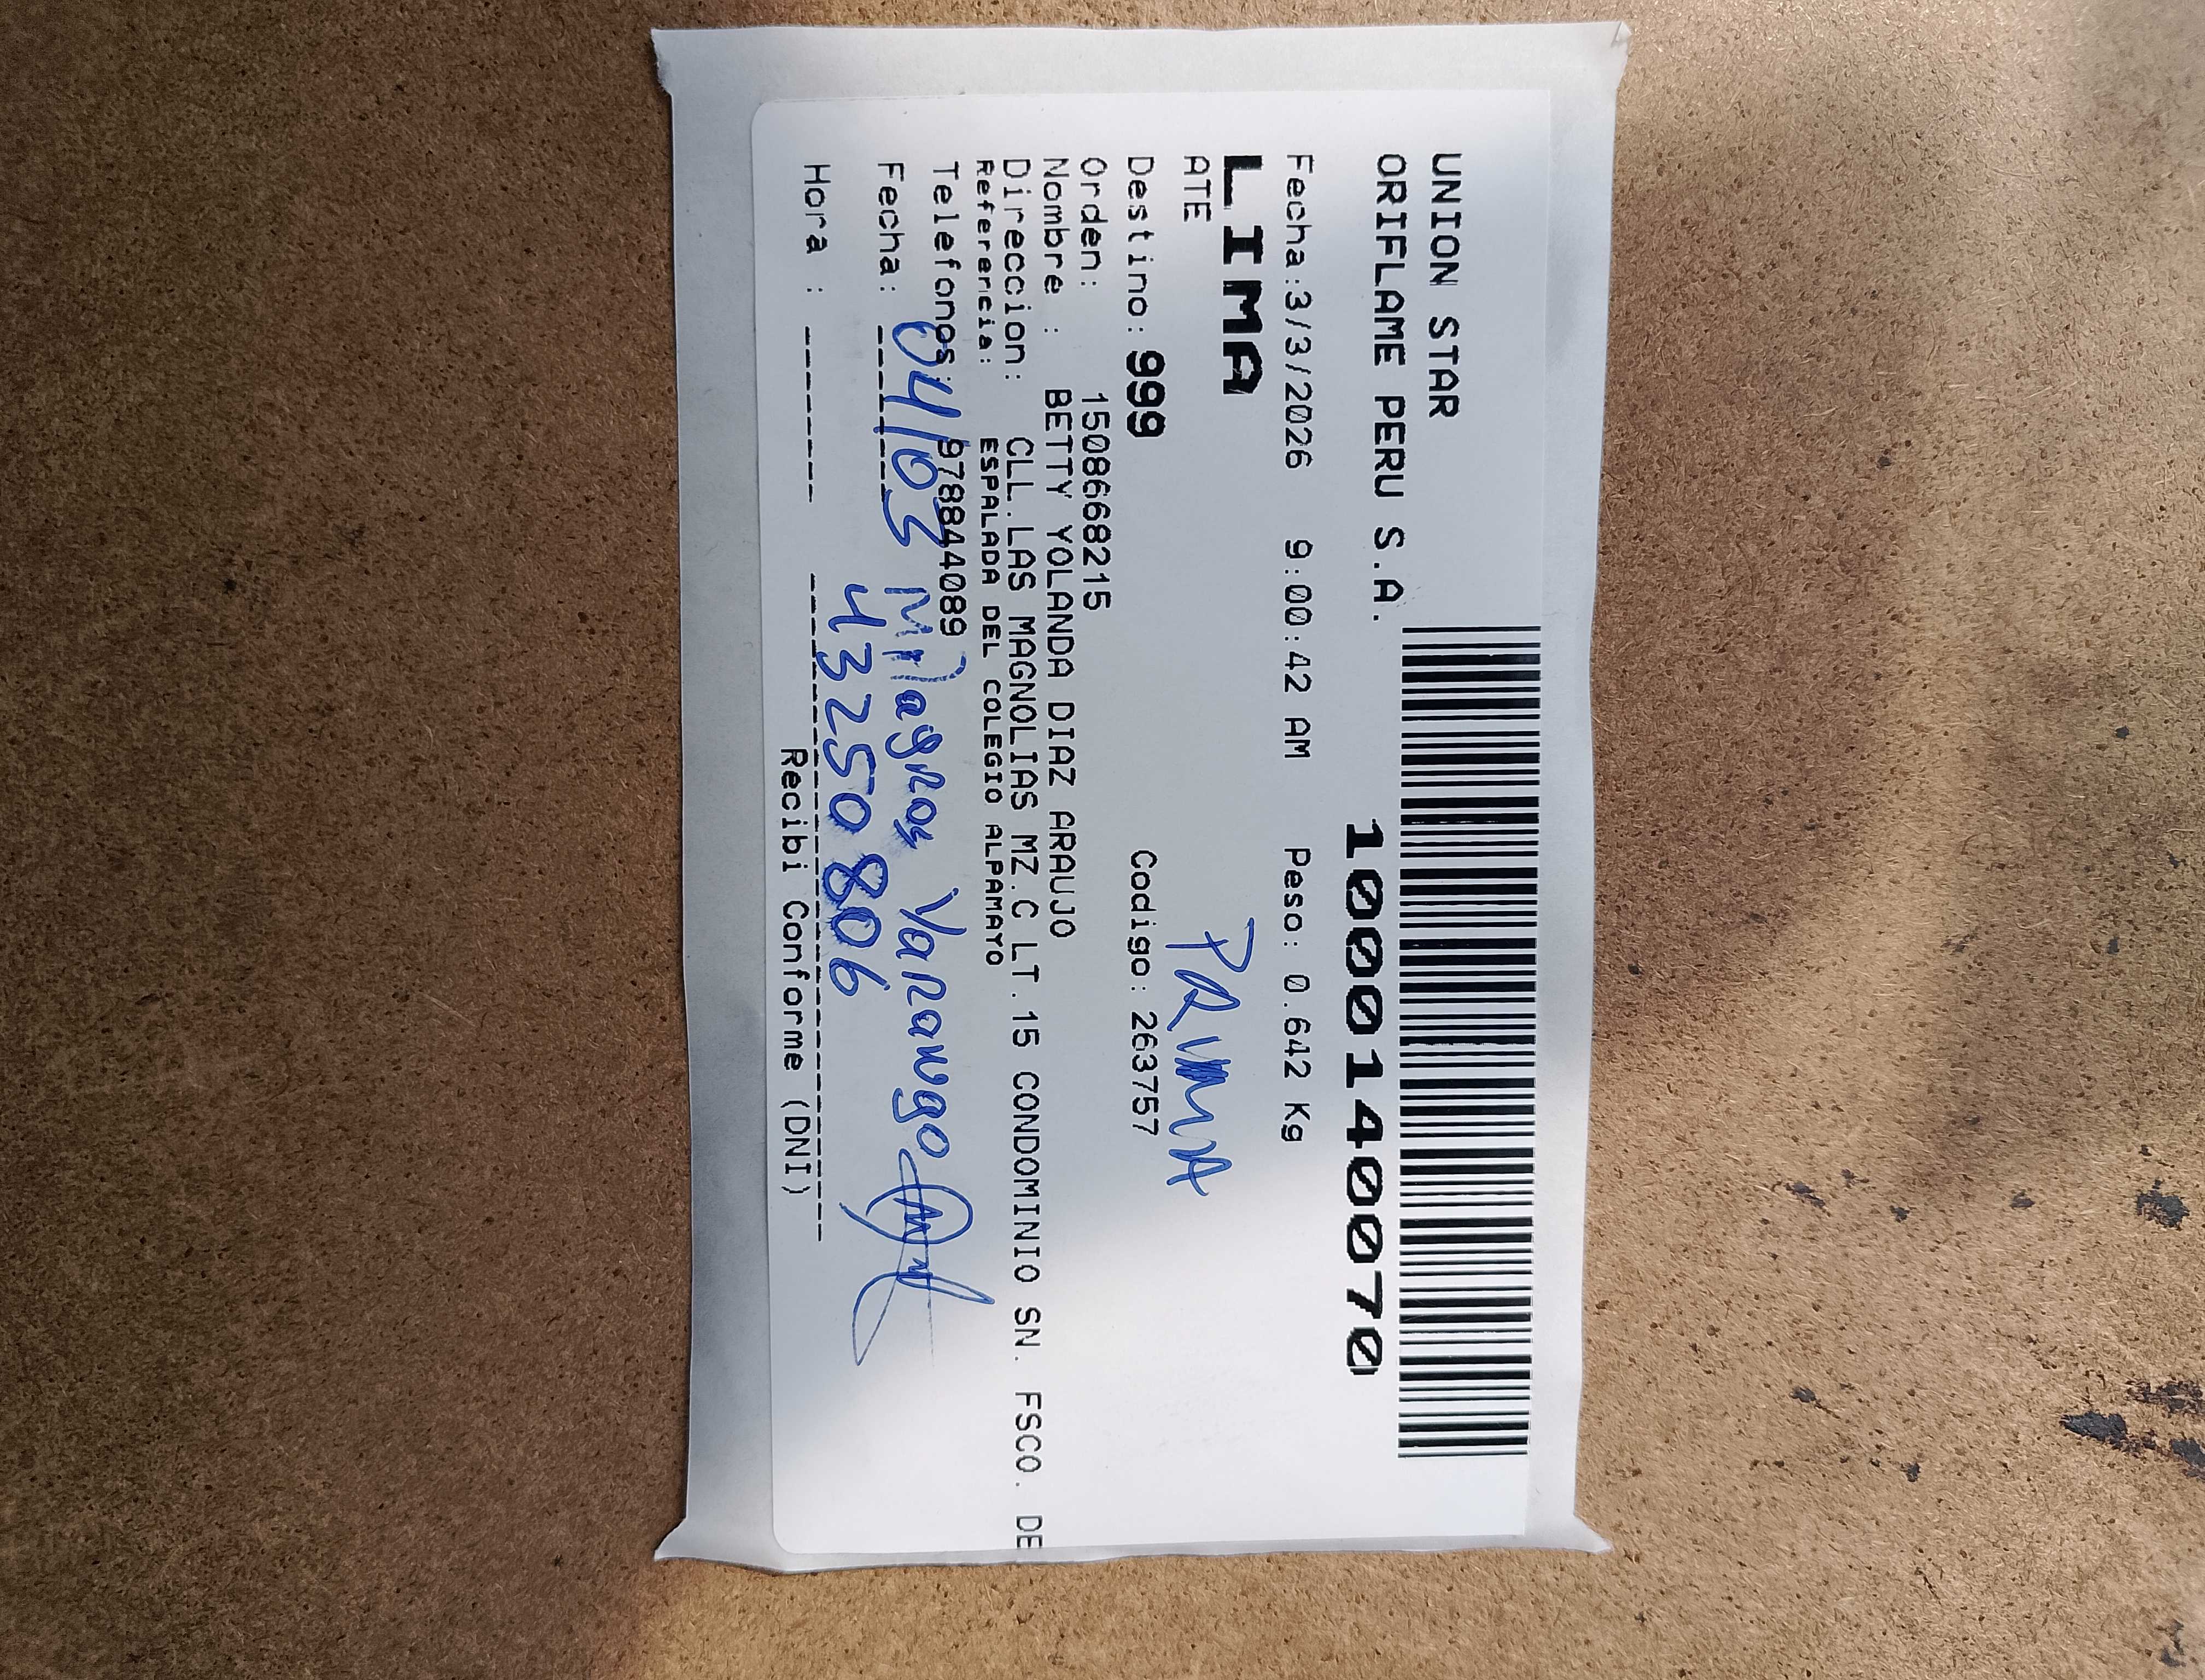 UNION STAR
ORIFLAME PERU S.A.
1000140070
Fecha:3/3/2026 9:00:42 AM Peso: 0.642 Kg
LIMA
ATE
Destino: 999 Codigo: 263757
Orden: 15086668215
Nombre : BETTY YOLANDA DIAZ ARAUJO
Direccion: CLL.LAS MAGNOLIAS MZ.C LT.15 CONDOMINIO SN. FSCO. DE
Referencia: ESPALADA DEL COLEGIO ALPAMAYO
Telefonos: 978844089
Fecha: 04/03 Milagros Yarango
43250806
Hora :
Recibi Conforme (DNI)